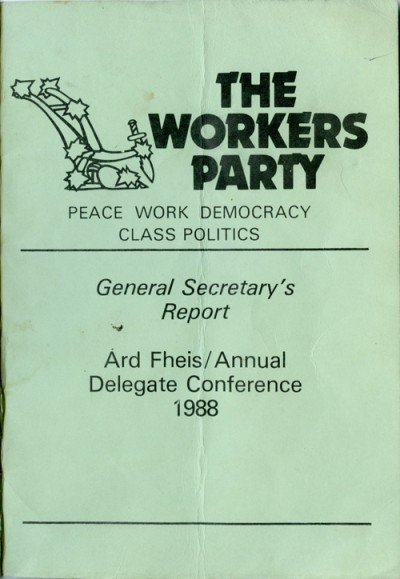 THE
WORKERS
PARTY
PEACE WORK DEMOCRACY
CLASS POLITICS
General Secretary's
Report
Ard Fheis/Annual
Delegate Conference
1988